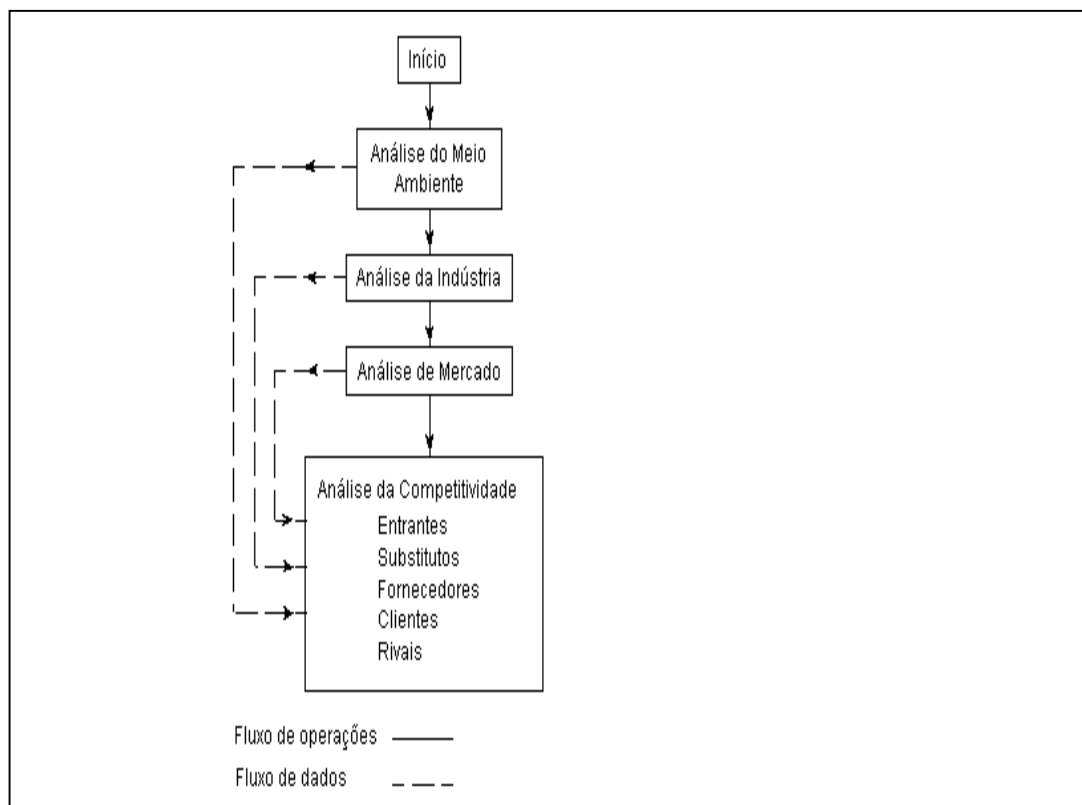 Início
Análise do Meio
Ambiente
Análise da Indústria
Análise de Mercado
Análise da Competitividade
Entrantes
Substitutos
Fornecedores
Clientes
Rivais
Fluxo de operações
Fluxo de dados